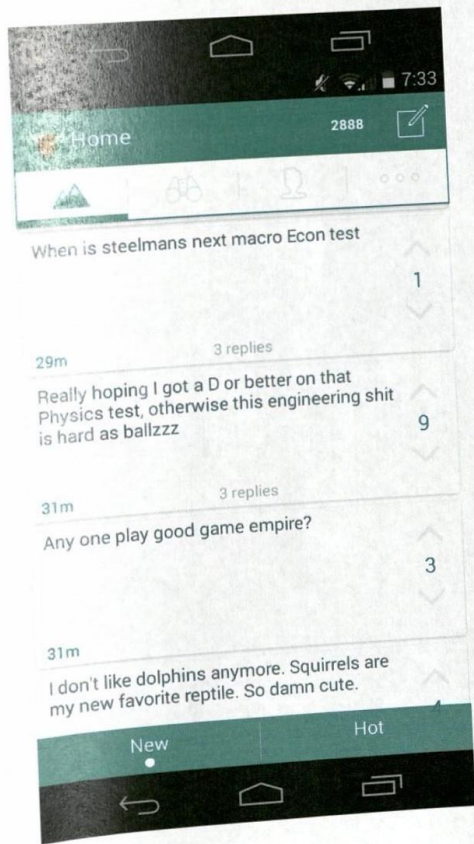 7:33
Home
2888
When is steelmans next macro Econ test
1
29m
3 replies
Really hoping I got a D or better on that
Physics test, otherwise this engineering shit
is hard as ballzzz
9
31m
3 replies
Any one play good game empire?
3
31m
I don't like dolphins anymore. Squirrels are
my new favorite reptile. So damn cute.
New
Hot